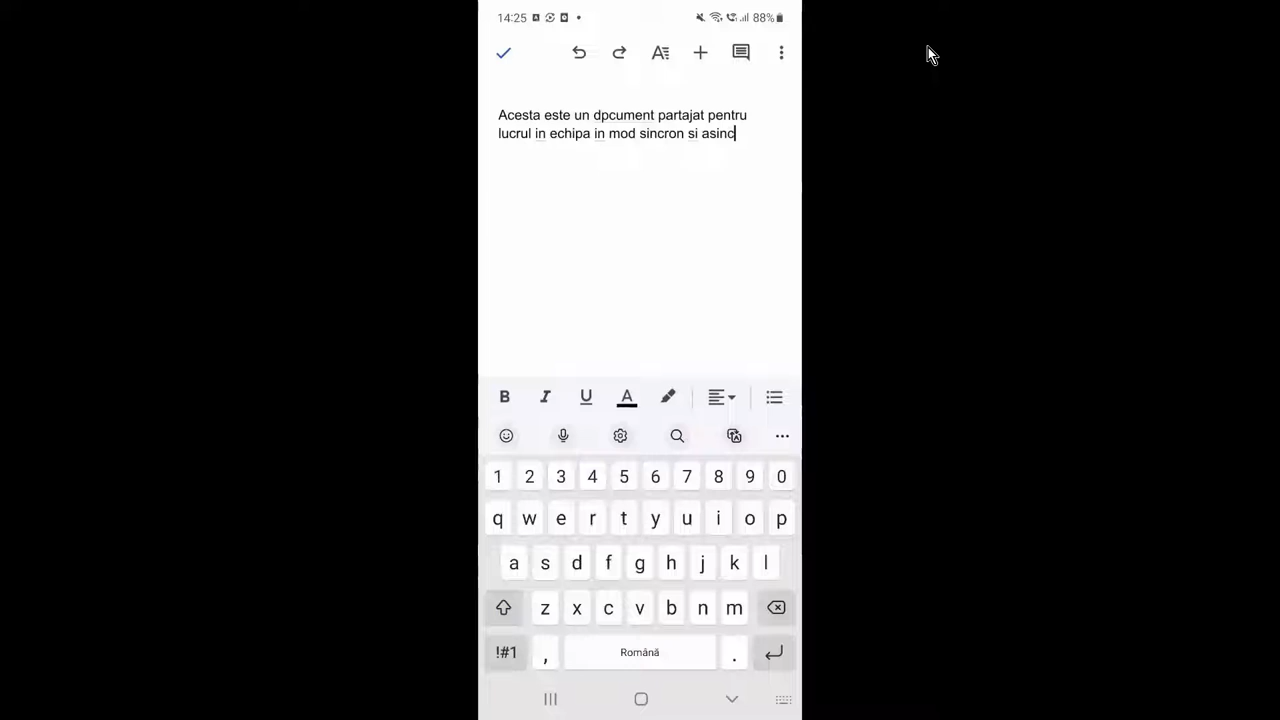 14:25
88%
Acesta este un dpcument partajat pentru
lucrul in echipa in mod sincron si asinc
B I U A
1 2 3 4 5 6 7 8 9 0
q w e r t y u i o p
a s d f g h j k l
z x c v b n m
!#1 , Română .